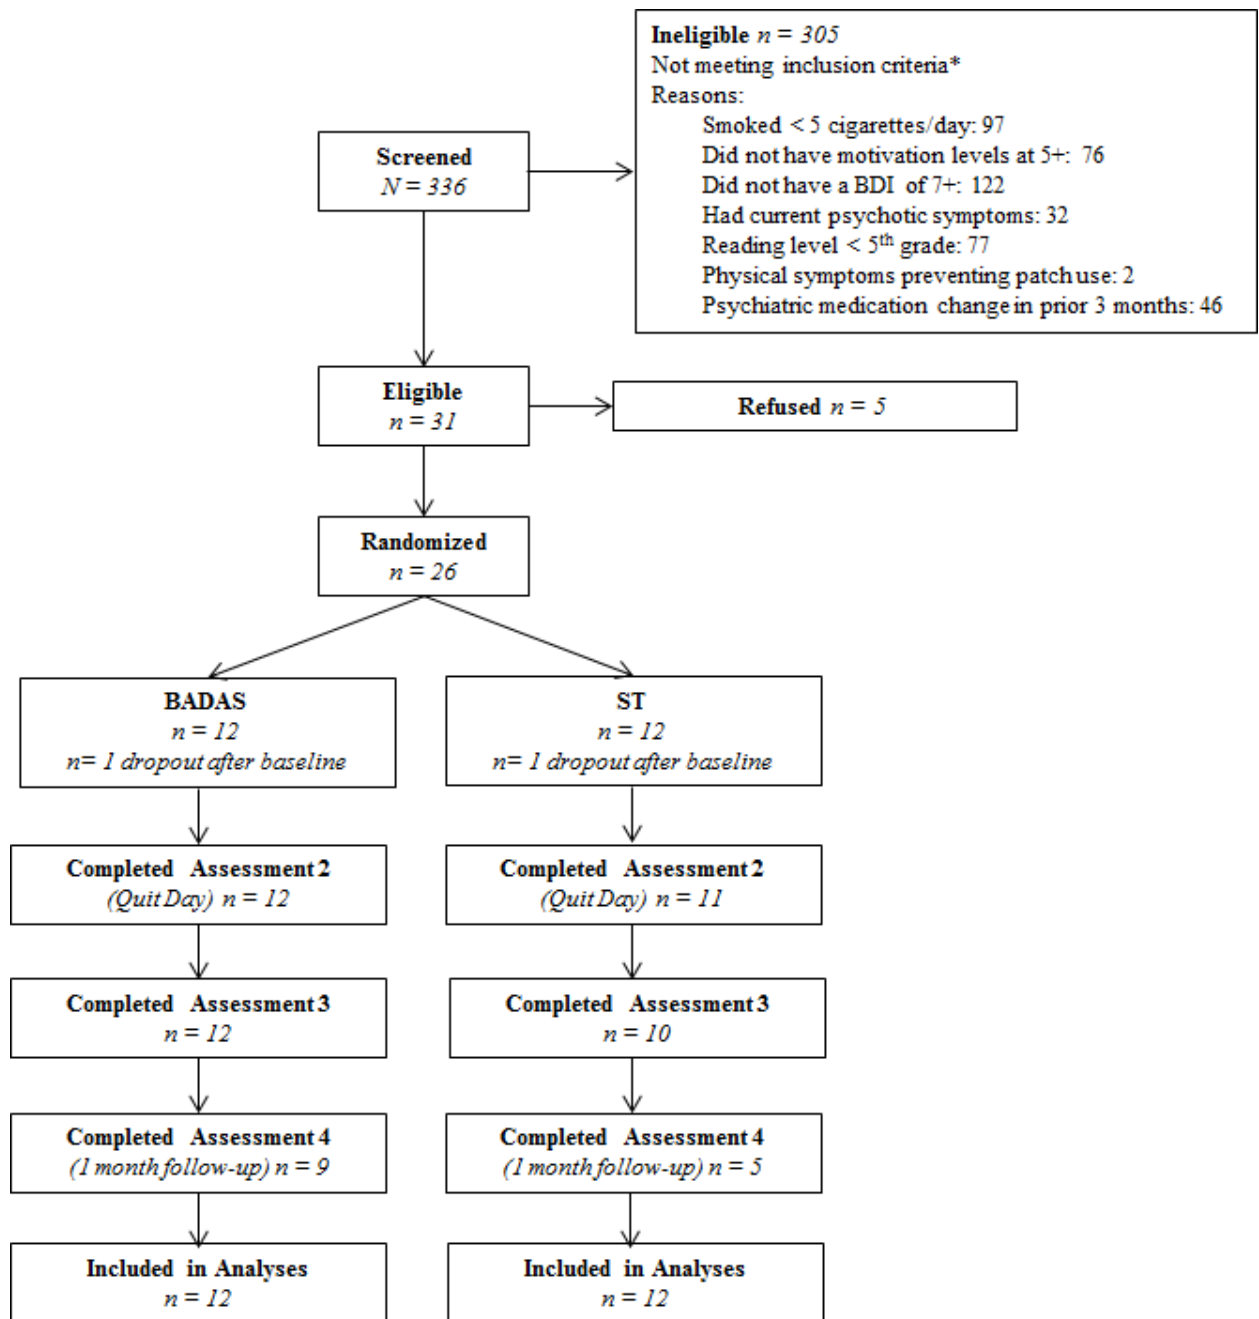 Ineligible n = 305
Not meeting inclusion criteria*
Reasons:
Smoked < 5 cigarettes/day: 97
Did not have motivation levels at 5+: 76
Did not have a BDI of 7+: 122
Had current psychotic symptoms: 32
Reading level < 5th grade: 77
Physical symptoms preventing patch use: 2
Psychiatric medication change in prior 3 months: 46
Screened
N = 336
Eligible
n = 31
Refused n = 5
Randomized
n = 26
BADAS
n = 12
n= 1 dropout after baseline
ST
n = 12
n= 1 dropout after baseline
Completed Assessment 2
(Quit Day) n = 12
Completed Assessment 2
(Quit Day) n = 11
Completed Assessment 3
n = 12
Completed Assessment 3
n = 10
Completed Assessment 4
(1 month follow-up) n = 9
Completed Assessment 4
(1 month follow-up) n = 5
Included in Analyses
n = 12
Included in Analyses
n = 12